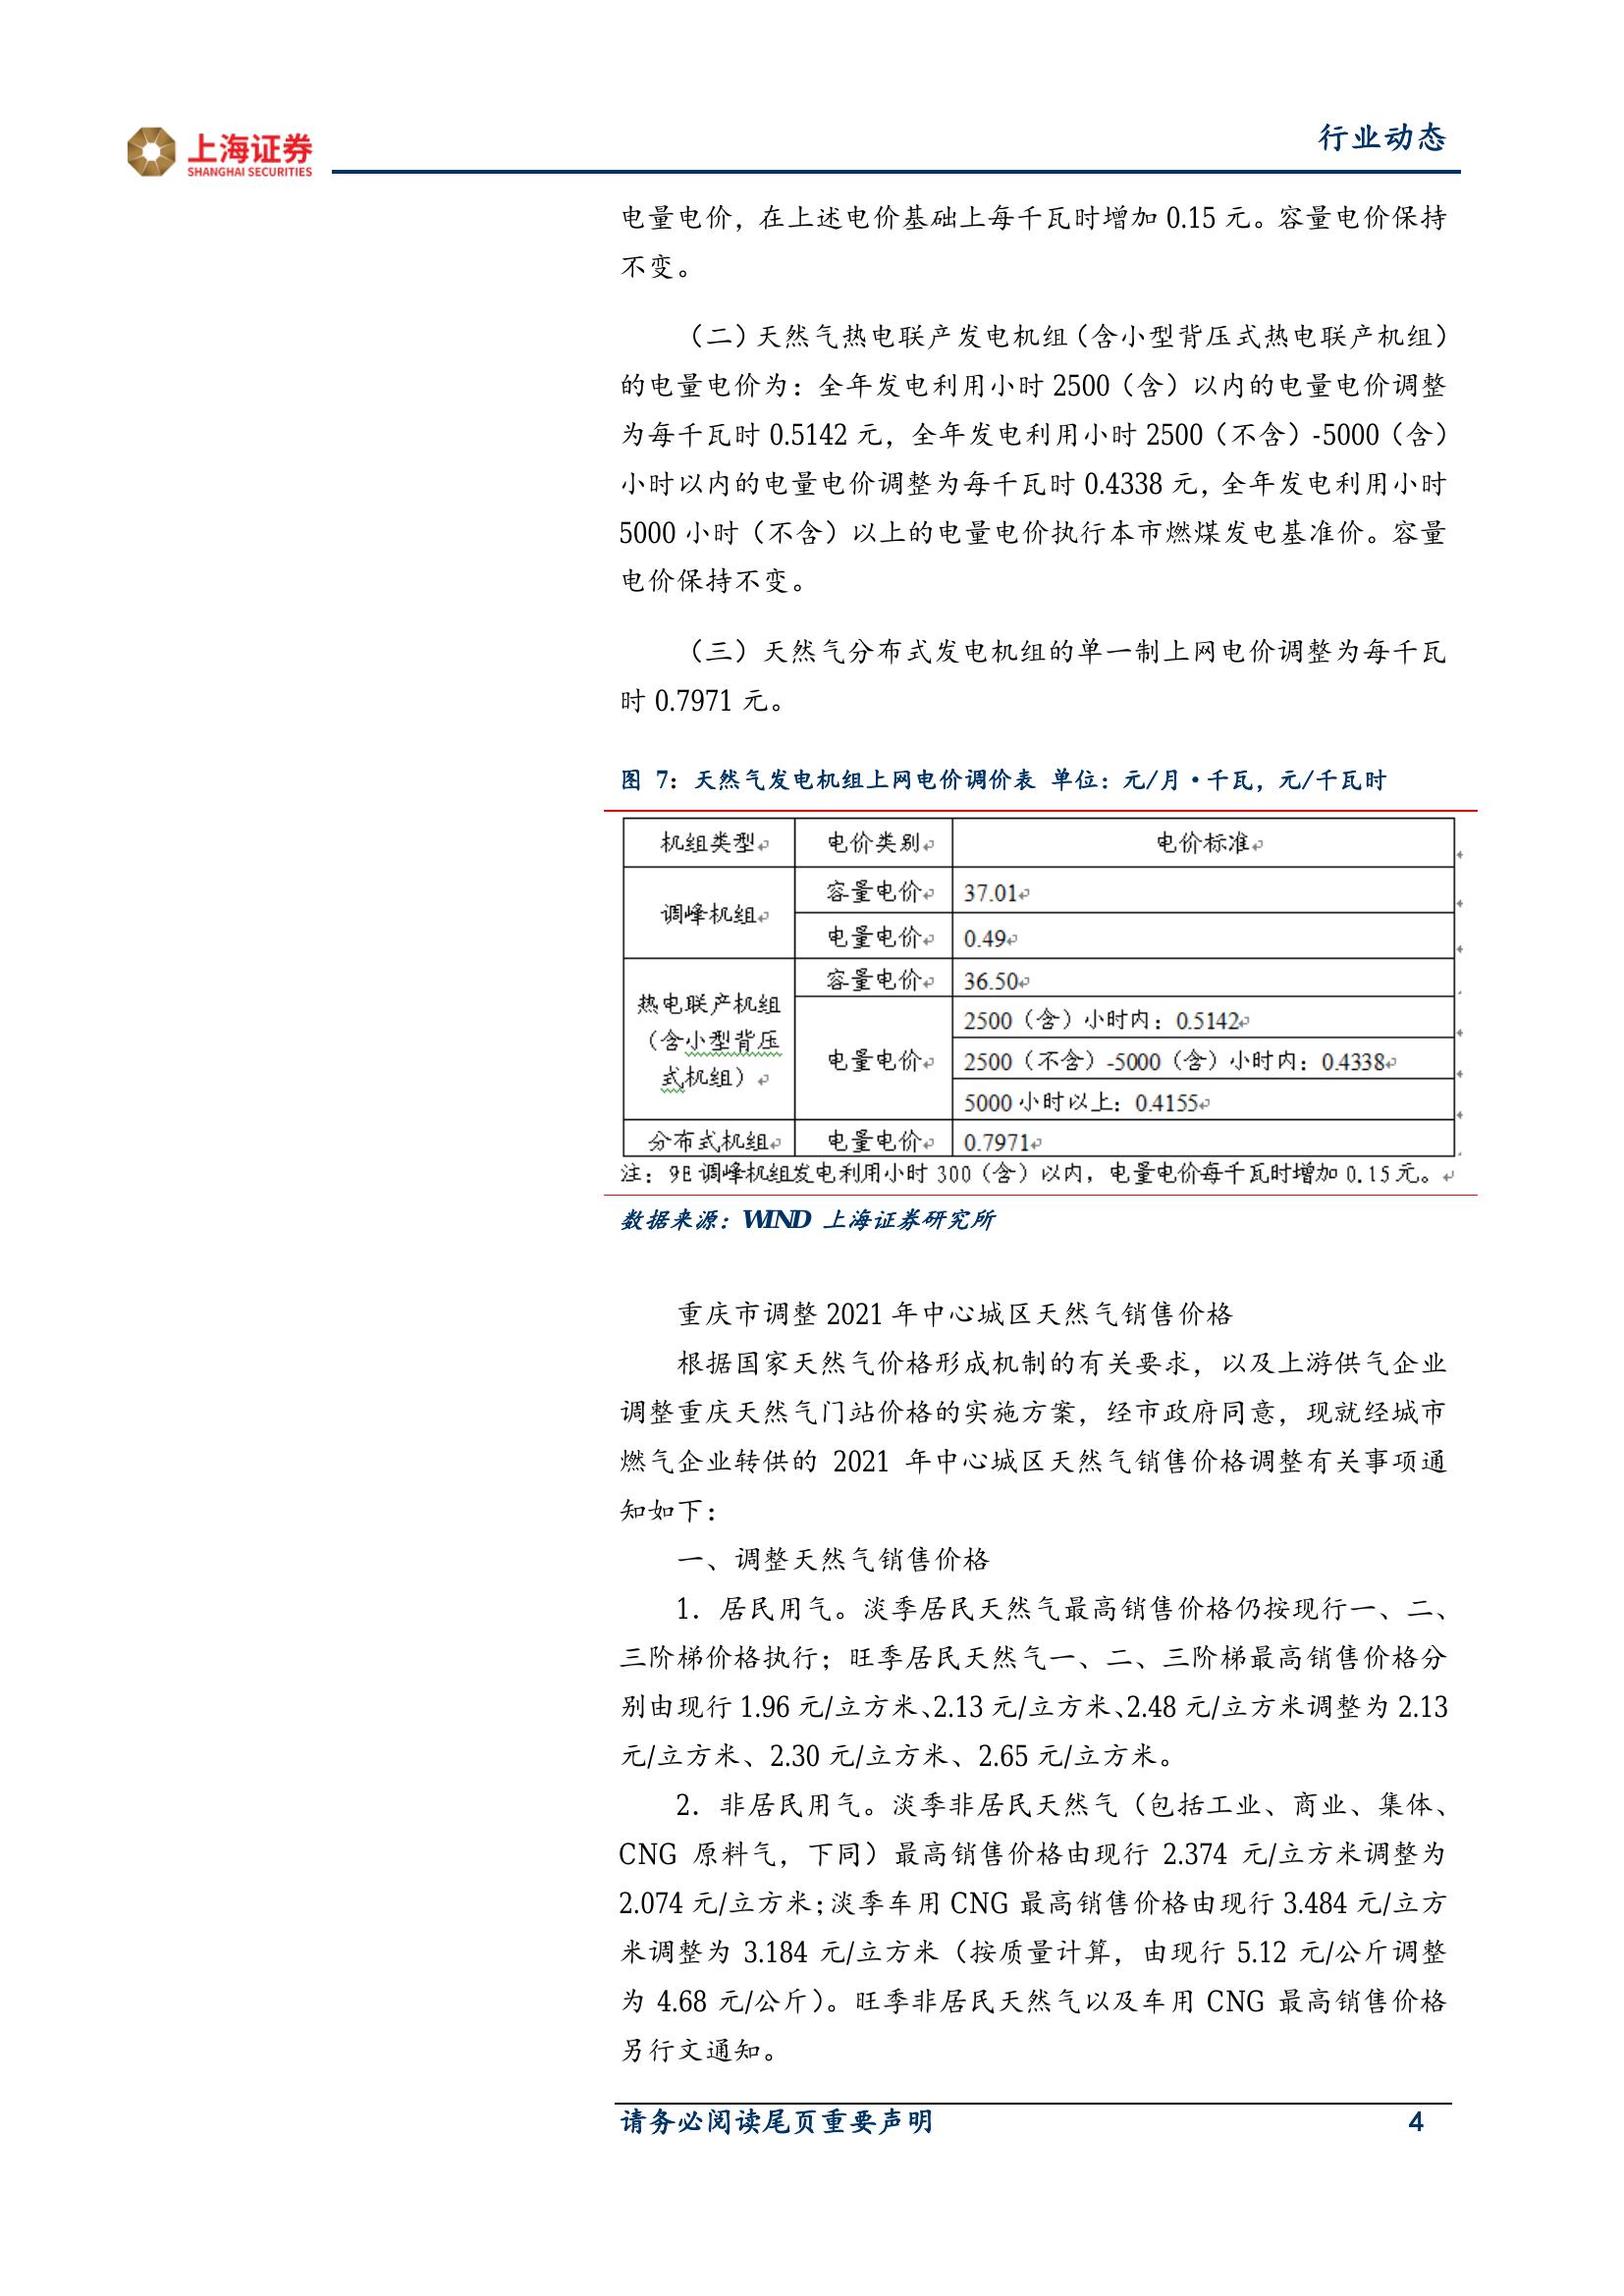 上海证券
SHANGHAI SECURITIES
行业动态
电量电价，在上述电价基础上每千瓦时增加 0.15 元。容量电价保持
不变。
（二）天然气热电联产发电机组（含小型背压式热电联产机组）
的电量电价为：全年发电利用小时 2500（含）以内的电量电价调整
为每千瓦时 0.5142 元，全年发电利用小时 2500（不含）-5000（含）
小时以内的电量电价调整为每千瓦时 0.4338 元，全年发电利用小时
5000 小时（不含）以上的电量电价执行本市燃煤发电基准价。容量
电价保持不变。
（三）天然气分布式发电机组的单一制上网电价调整为每千瓦
时 0.7971 元。
图 7：天然气发电机组上网电价调价表 单位：元/月·千瓦，元/千瓦时
机组类型 电价类别 电价标准
调峰机组 容量电价 37.01
电量电价 0.49
热电联产机组（含小型背压式机组） 容量电价 36.50
电量电价 2500（含）小时内：0.5142
2500（不含）-5000（含）小时内：0.4338
5000 小时以上：0.4155
分布式机组 电量电价 0.7971
注：9E 调峰机组发电利用小时 300（含）以内，电量电价每千瓦时增加 0.15 元。
数据来源：WIND 上海证券研究所
重庆市调整 2021 年中心城区天然气销售价格
根据国家天然气价格形成机制的有关要求，以及上游供气企业
调整重庆天然气门站价格的实施方案，经市政府同意，现就经城市
燃气企业转供的 2021 年中心城区天然气销售价格调整有关事项通
知如下：
一、调整天然气销售价格
1．居民用气。淡季居民天然气最高销售价格仍按现行一、二、
三阶梯价格执行；旺季居民天然气一、二、三阶梯最高销售价格分
别由现行 1.96 元/立方米、2.13 元/立方米、2.48 元/立方米调整为 2.13
元/立方米、2.30 元/立方米、2.65 元/立方米。
2．非居民用气。淡季非居民天然气（包括工业、商业、集体、
CNG 原料气，下同）最高销售价格由现行 2.374 元/立方米调整为
2.074 元/立方米；淡季车用 CNG 最高销售价格由现行 3.484 元/立方
米调整为 3.184 元/立方米（按质量计算，由现行 5.12 元/公斤调整
为 4.68 元/公斤）。旺季非居民天然气以及车用 CNG 最高销售价格
另行文通知。
请务必阅读尾页重要声明 4